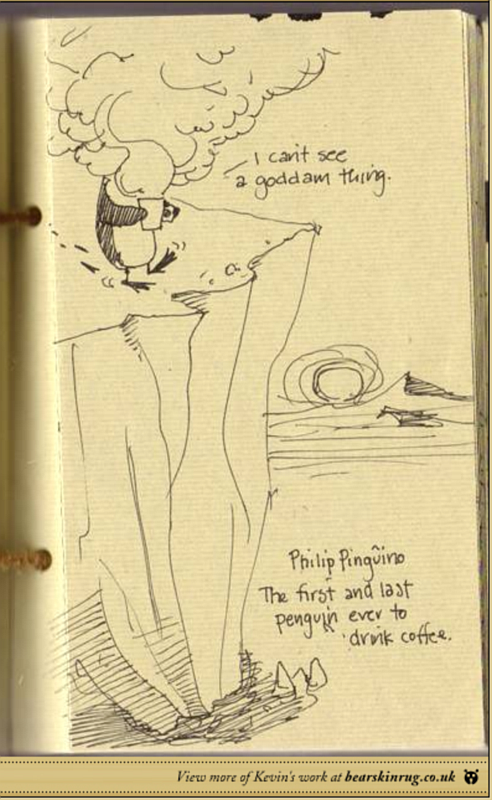 I can't see
a goddam thing.
Philip Pingüino
The first and last
penguin ever to
drink coffee.
View more of Kevin's work at bearskinrug.co.uk